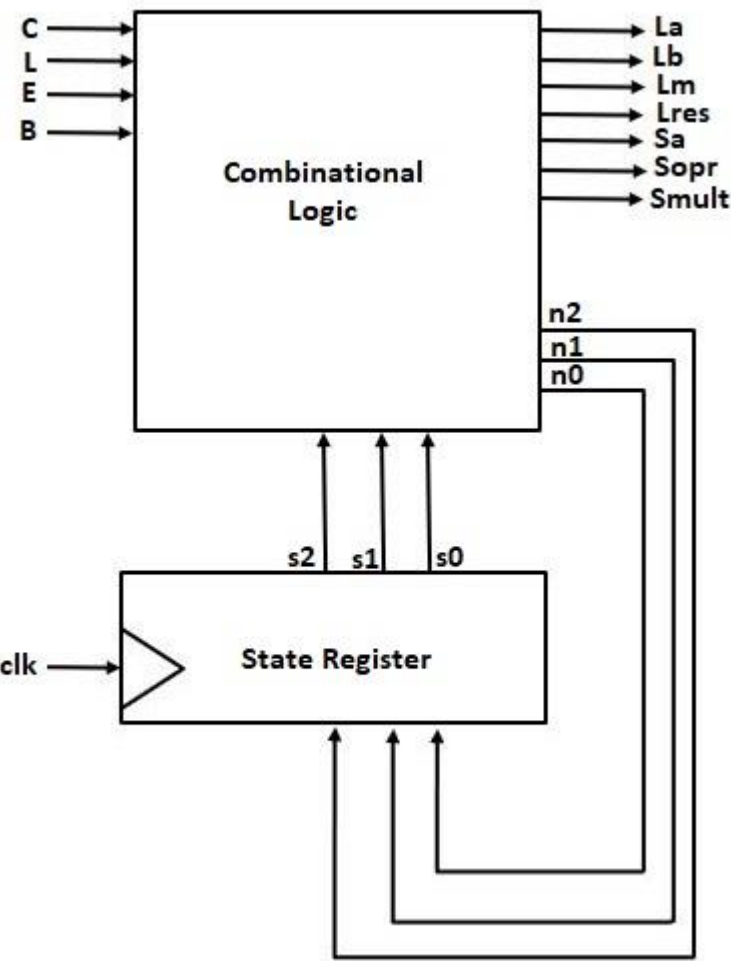 C
L
E
B
Combinational
Logic
La
Lb
Lm
Lres
Sa
Sopr
Smult
n2
n1
n0
s2
s1
s0
clk
State Register